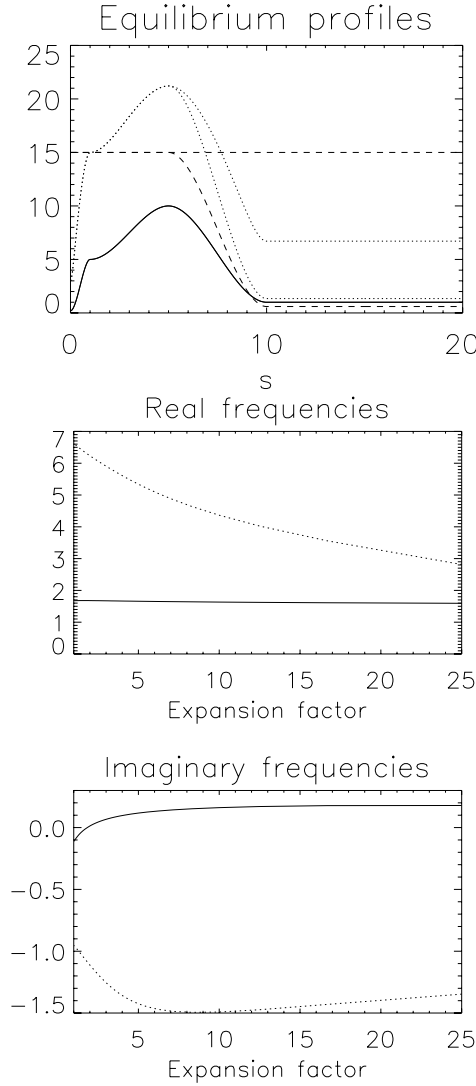 Equilibrium profiles
25
20
15
10
5
0
0 10 20
s
Real frequencies
7
6
5
4
3
2
1
0
5 10 15 20 25
Expansion factor
Imaginary frequencies
0.0
−0.5
−1.0
−1.5
5 10 15 20 25
Expansion factor